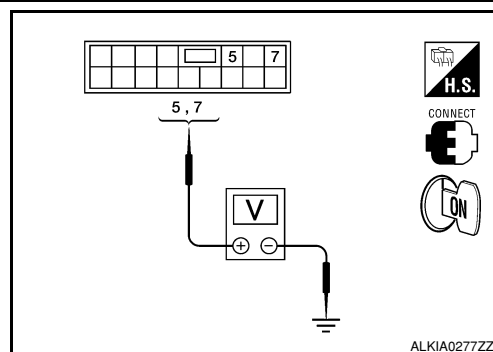 5 7
H.S.
5 , 7
CONNECT
V
ON
+ −
ALKIA0277ZZ